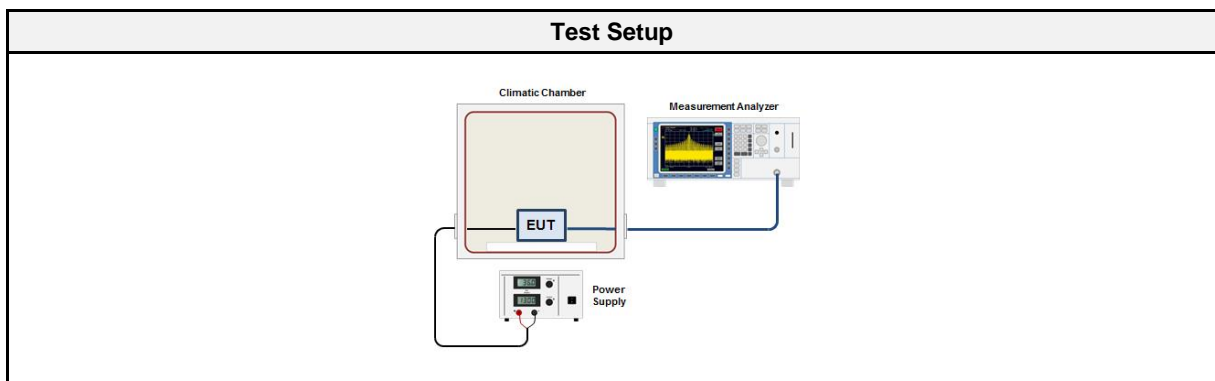 Test Setup
Climatic Chamber
Measurement Analyzer
EUT
Power
Supply